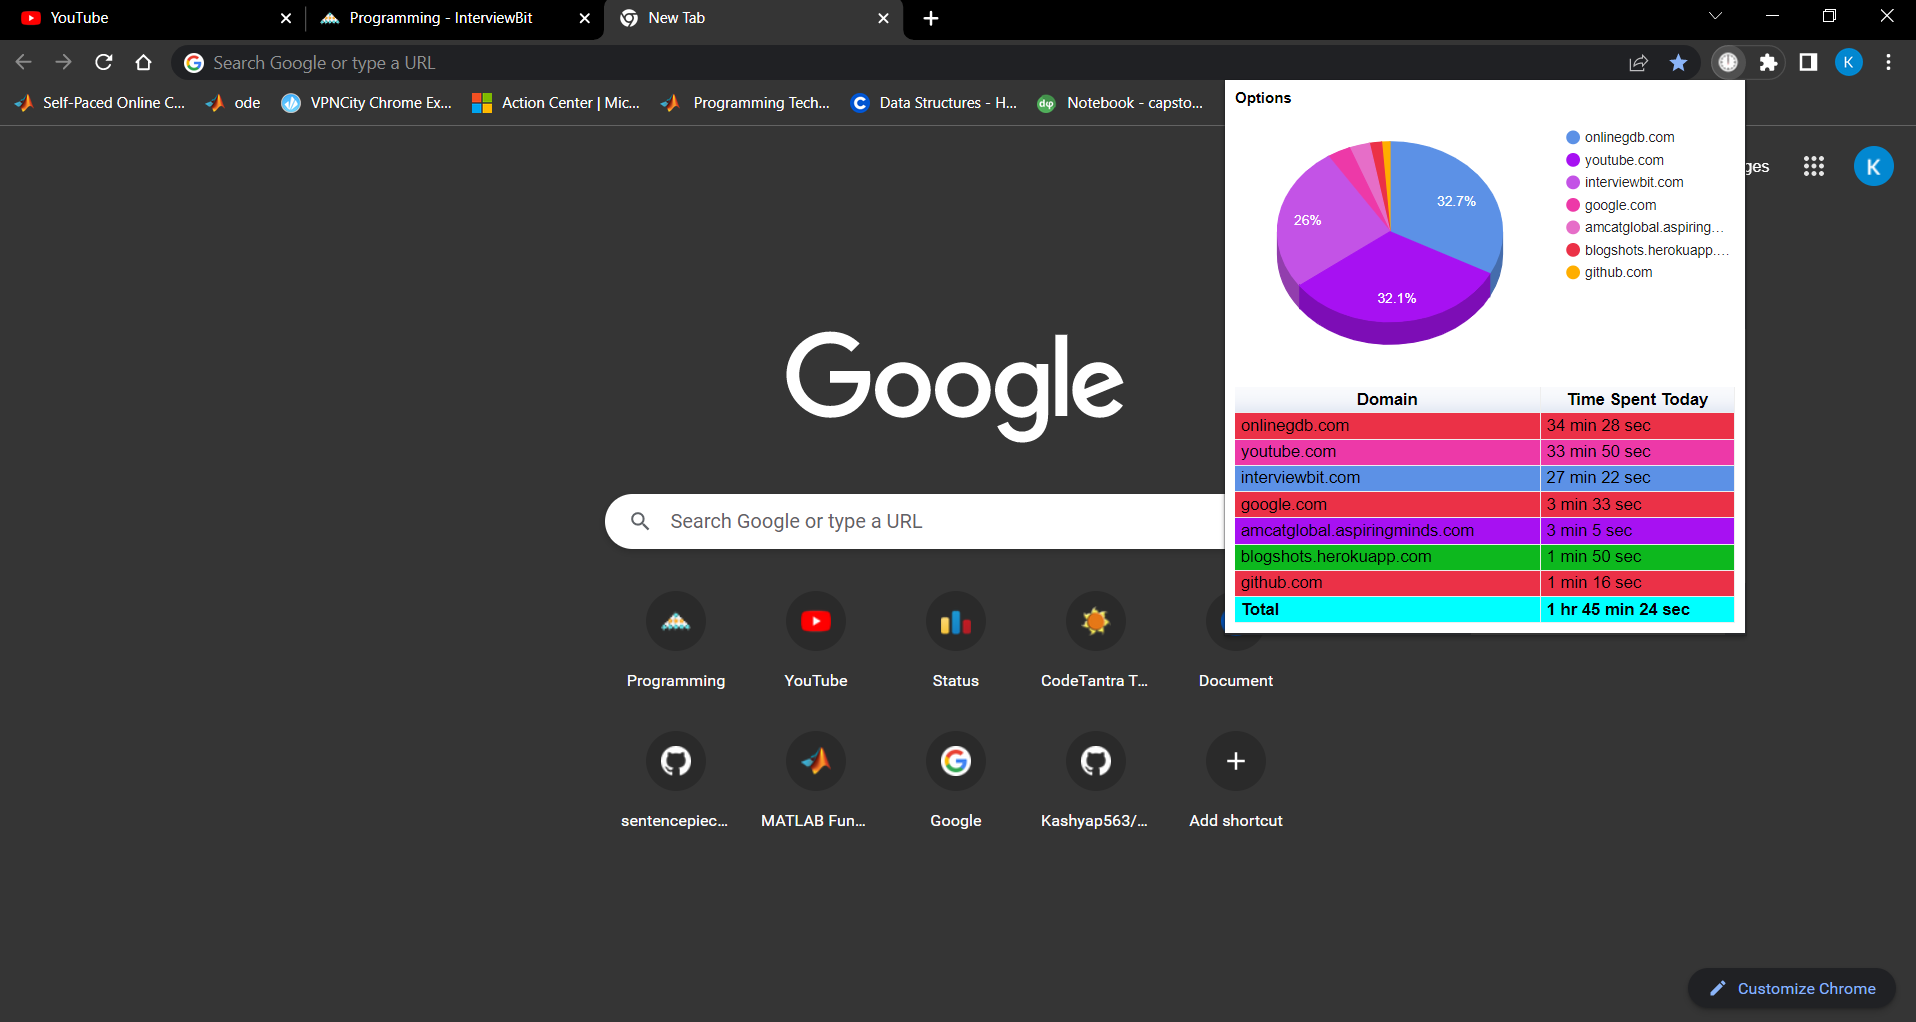 YouTube
Programming - InterviewBit
New Tab
Search Google or type a URL
K
Self-Paced Online C...
ode
VPNCity Chrome Ex...
Action Center | Mic...
Programming Tech...
Data Structures - H...
Notebook - capsto...
Options
32.7%
26%
32.1%
onlinegdb.com
youtube.com
interviewbit.com
google.com
amcatglobal.aspiring...
blogshots.herokuapp....
github.com
ges
K
Google
Search Google or type a URL
Domain Time Spent Today
onlinegdb.com 34 min 28 sec
youtube.com 33 min 50 sec
interviewbit.com 27 min 22 sec
google.com 3 min 33 sec
amcatglobal.aspiringminds.com 3 min 5 sec
blogshots.herokuapp.com 1 min 50 sec
github.com 1 min 16 sec
Total 1 hr 45 min 24 sec
Programming
YouTube
Status
CodeTantra T...
Document
sentencepiec...
MATLAB Fun...
Google
Kashyap563/...
Add shortcut
Customize Chrome